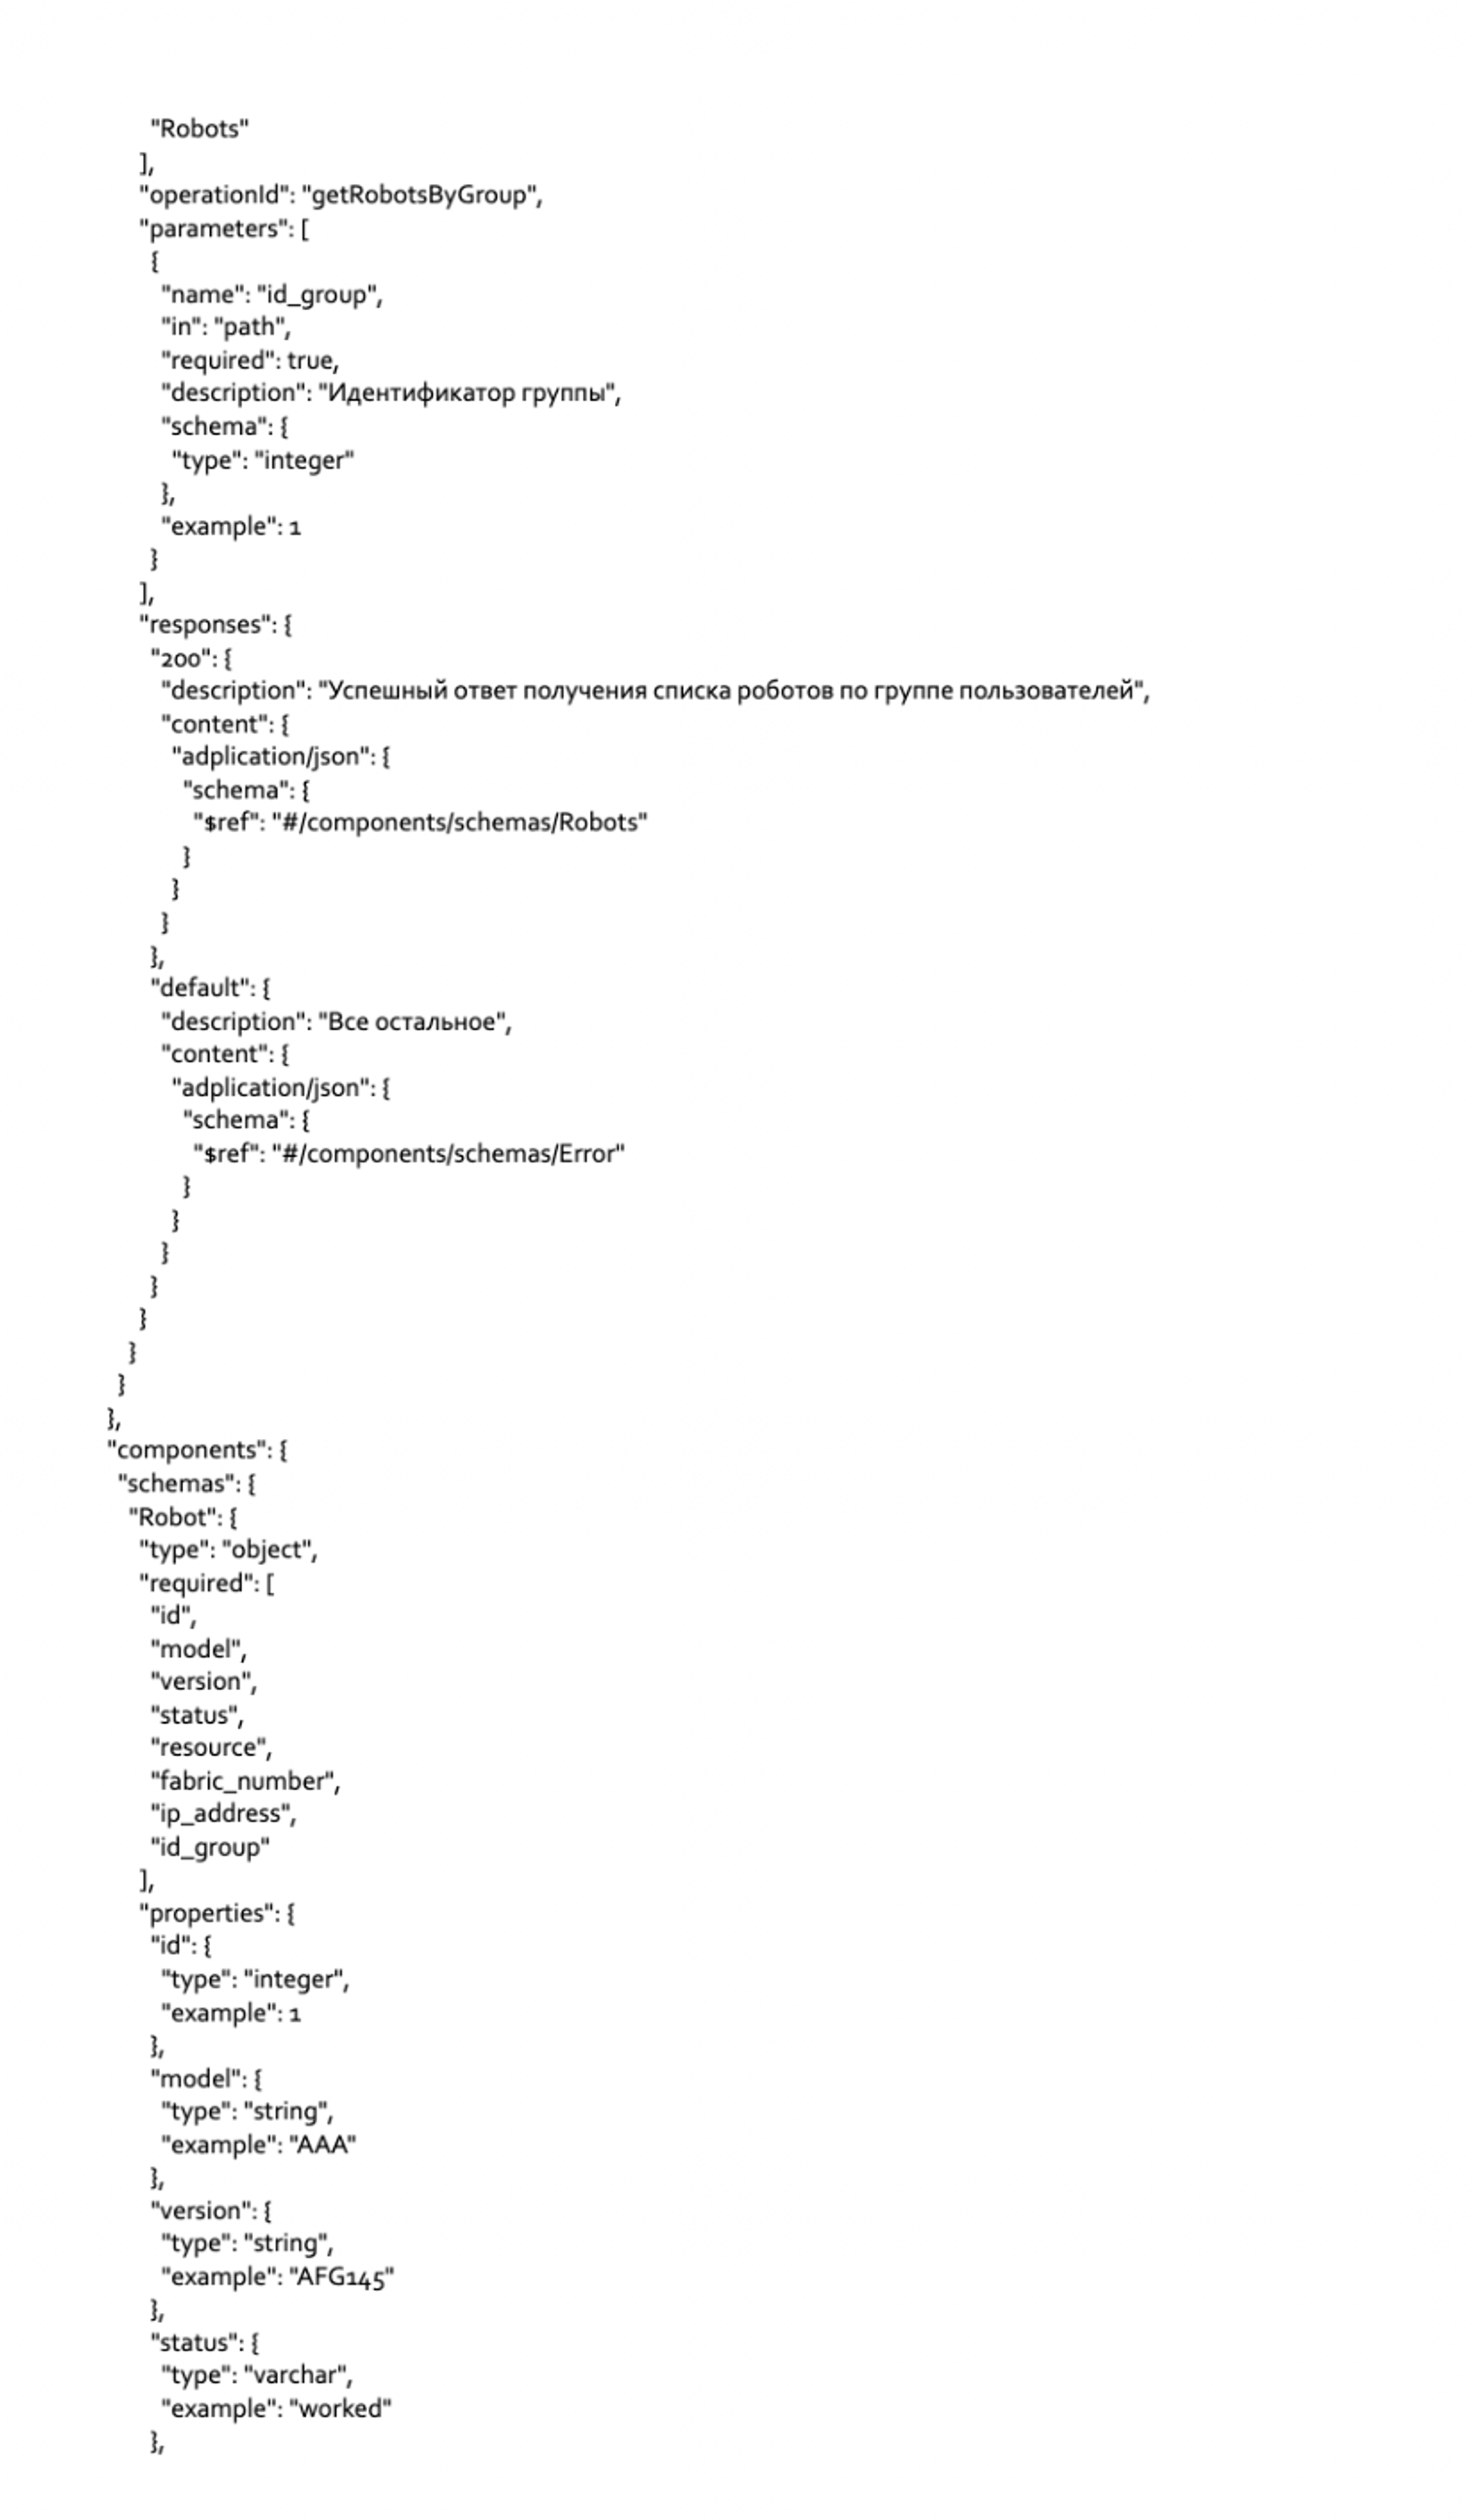 "Robots"
],
"operationId": "getRobotsByGroup",
"parameters": [
{
"name": "id_group",
"in": "path",
"required": true,
"description": "Идентификатор группы",
"schema": {
"type": "integer"
},
"example": 1
}
],
"responses": {
"200": {
"description": "Успешный ответ получения списка роботов по группе пользователей",
"content": {
"adplication/json": {
"schema": {
"$ref": "#/components/schemas/Robots"
}
}
}
},
"default": {
"description": "Все остальное",
"content": {
"adplication/json": {
"schema": {
"$ref": "#/components/schemas/Error"
}
}
}
}
}
}
}
},
"components": {
"schemas": {
"Robot": {
"type": "object",
"required": [
"id",
"model",
"version",
"status",
"resource",
"fabric_number",
"ip_address",
"id_group"
],
"properties": {
"id": {
"type": "integer",
"example": 1
},
"model": {
"type": "string",
"example": "AAA"
},
"version": {
"type": "string",
"example": "AFG145"
},
"status": {
"type": "varchar",
"example": "worked"
},